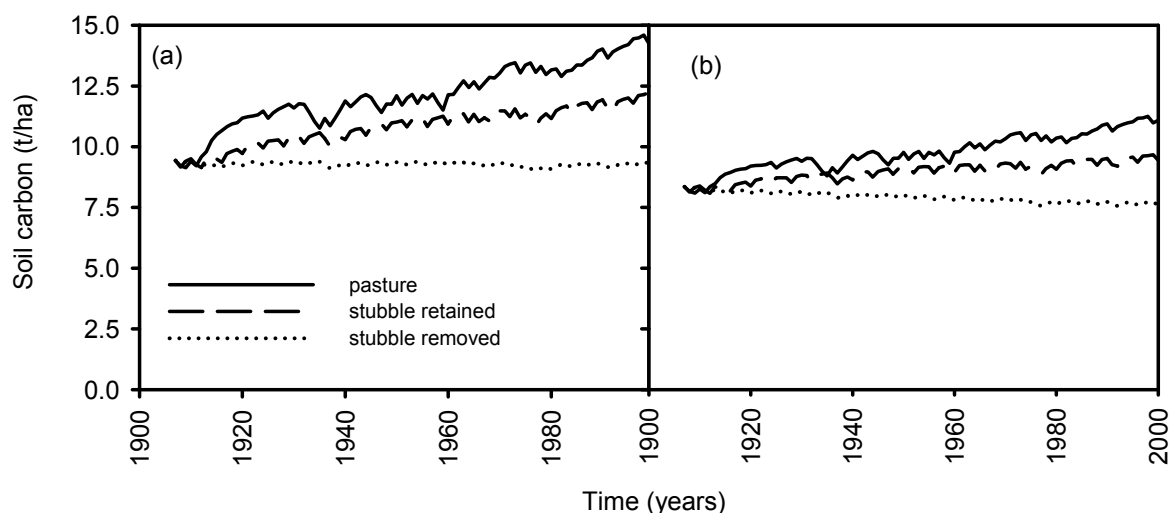 Soil carbon (t/ha)
15.0
12.5
10.0
7.5
5.0
2.5
0.0
(a)
(b)
pasture
stubble retained
stubble removed
1900
1920
1940
1960
1980
1900
1920
1940
1960
1980
2000
Time (years)